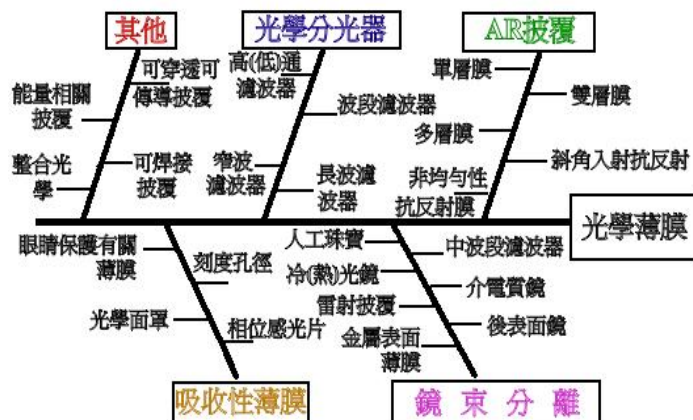 其他
光學分光器
AR披覆
可穿透可
傳導披覆
能量相關
披覆
可焊接
披覆
整合光
學
高(低)通
濾波器
波段濾波器
窄波
濾波器
長波濾
波器
單層膜
雙層膜
多層膜
斜角入射抗反射
非均勻性
抗反射膜
光學薄膜
眼睛保護有關
薄膜
刻度孔徑
光學面罩
相位感光片
吸收性薄膜
人工珠寶
中波段濾波器
冷(熱)光鏡
介電質鏡
雷射披覆
後表面鏡
金屬表面
薄膜
鏡束分離